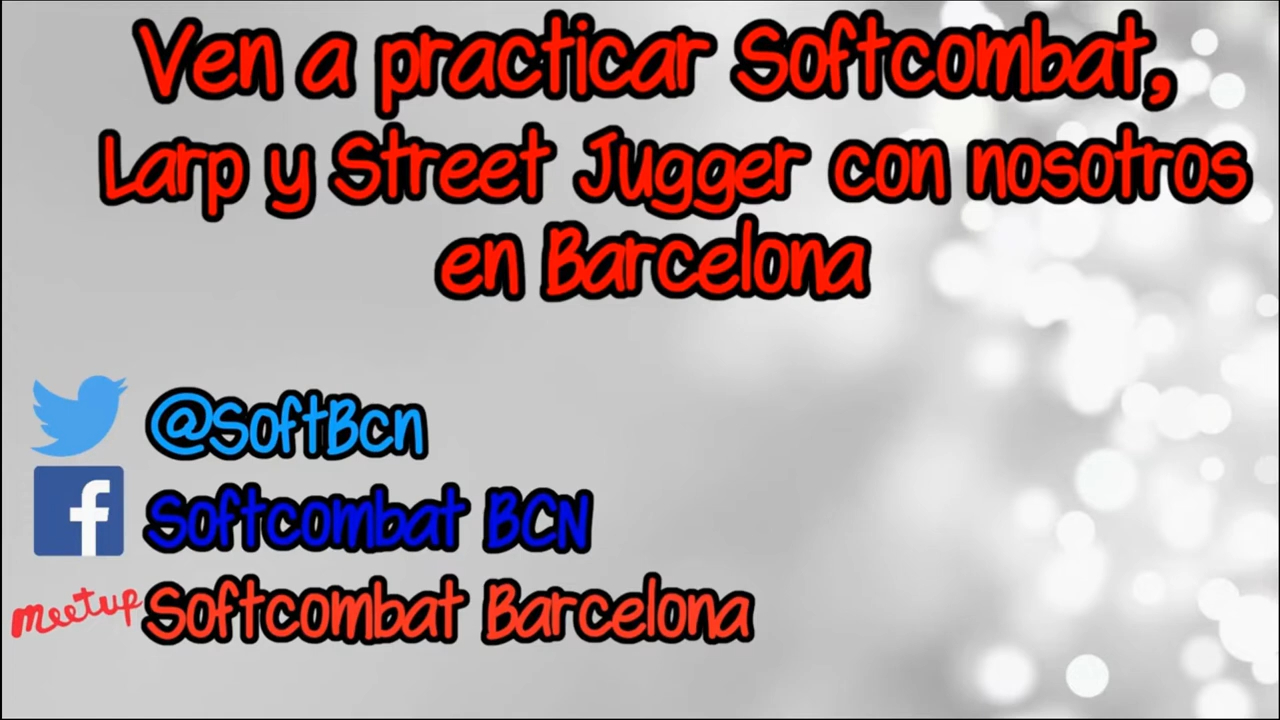 Ven a practicar Softcombat,
Larp y Street Jugger con nosotros
en Barcelona
@SoftBcn
f Softcombat BCN
meetup Softcombat Barcelona